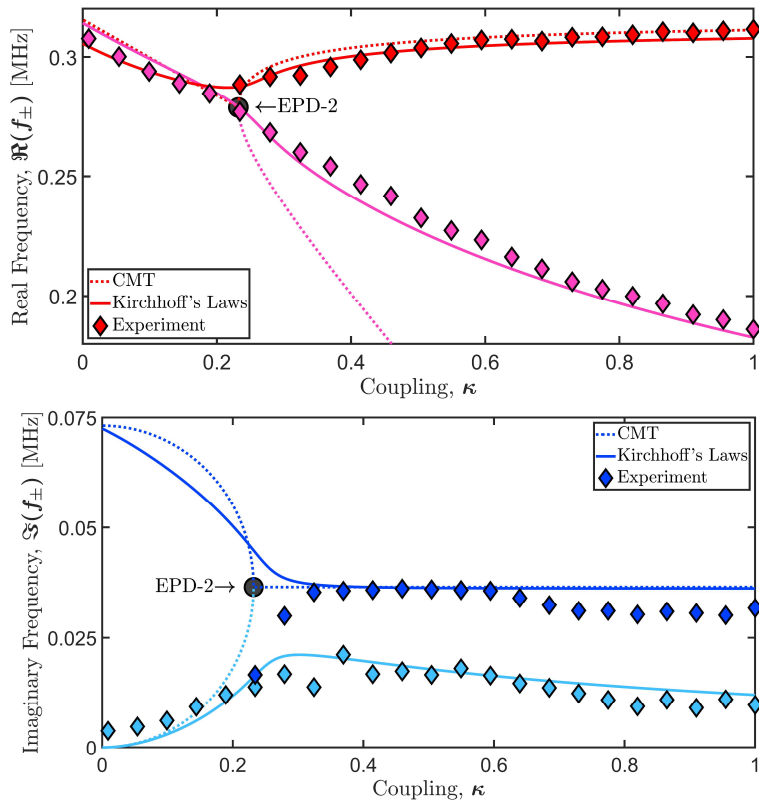 0.3
0.25
0.2
Real Frequency, ℜ(f±) [MHz]
←EPD-2
CMT
Kirchhoff's Laws
Experiment
0 0.2 0.4 0.6 0.8 1
Coupling, κ
0.075
0.05
0.025
0
Imaginary Frequency, ℑ(f±) [MHz]
CMT
Kirchhoff's Laws
Experiment
EPD-2→
0 0.2 0.4 0.6 0.8 1
Coupling, κ